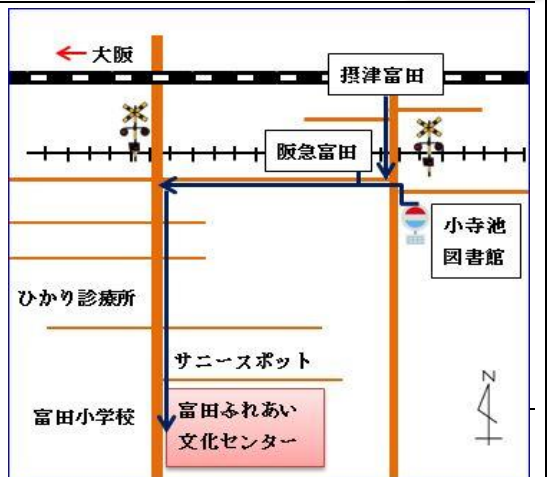 大阪
摂津富田
阪急富田
小寺池
図書館
ひかり診療所
サニースポット
富田小学校
富田ふれあい
文化センター
N